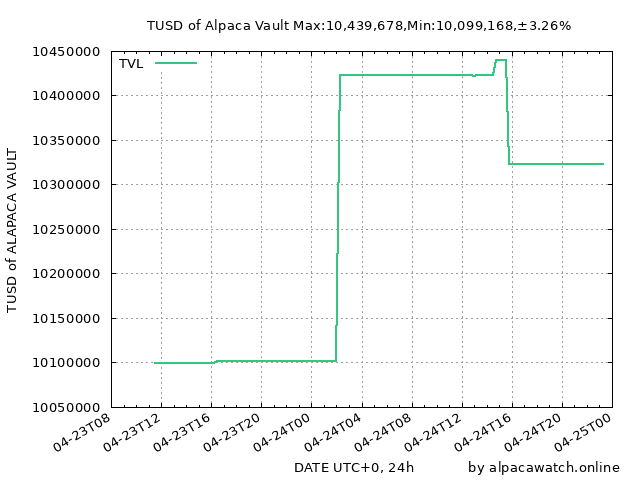 TUSD of Alpaca Vault Max:10,439,678,Min:10,099,168,±3.26%
TVL
10450000
10400000
10350000
10300000
10250000
10200000
10150000
10100000
10050000
TUSD of ALAPACA VAULT
04-23T08
04-23T12
04-23T16
04-23T20
04-24T00
04-24T04
04-24T08
04-24T12
04-24T16
04-24T20
04-25T00
DATE UTC+0, 24h
by alpacawatch.online